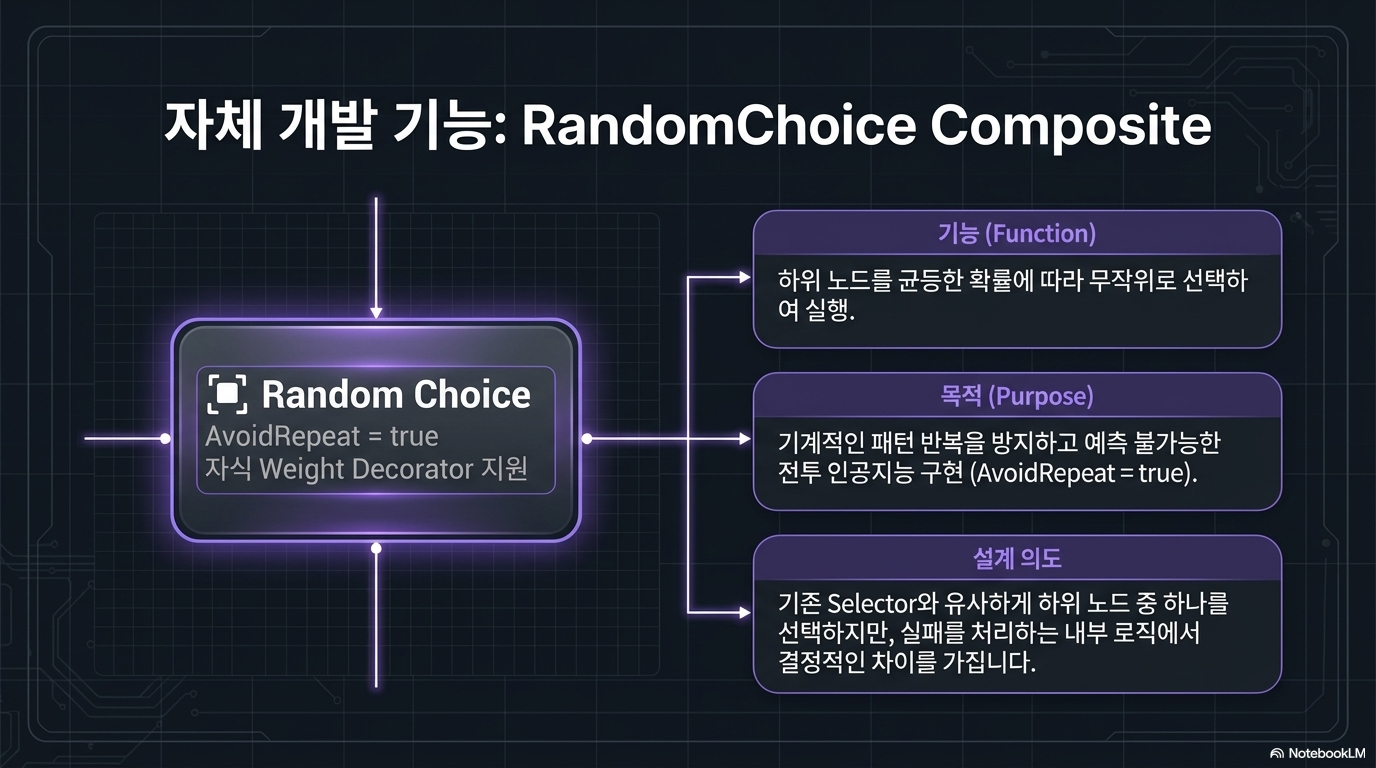 자체 개발 기능: RandomChoice Composite
Random Choice
AvoidRepeat = true
자식 Weight Decorator 지원
기능 (Function)
하위 노드를 균등한 확률에 따라 무작위로 선택하
여 실행.
목적 (Purpose)
기계적인 패턴 반복을 방지하고 예측 불가능한
전투 인공지능 구현 (AvoidRepeat = true).
설계 의도
기존 Selector와 유사하게 하위 노드 중 하나를
선택하지만, 실패를 처리하는 내부 로직에서
결정적인 차이를 가집니다.
NotebookLM